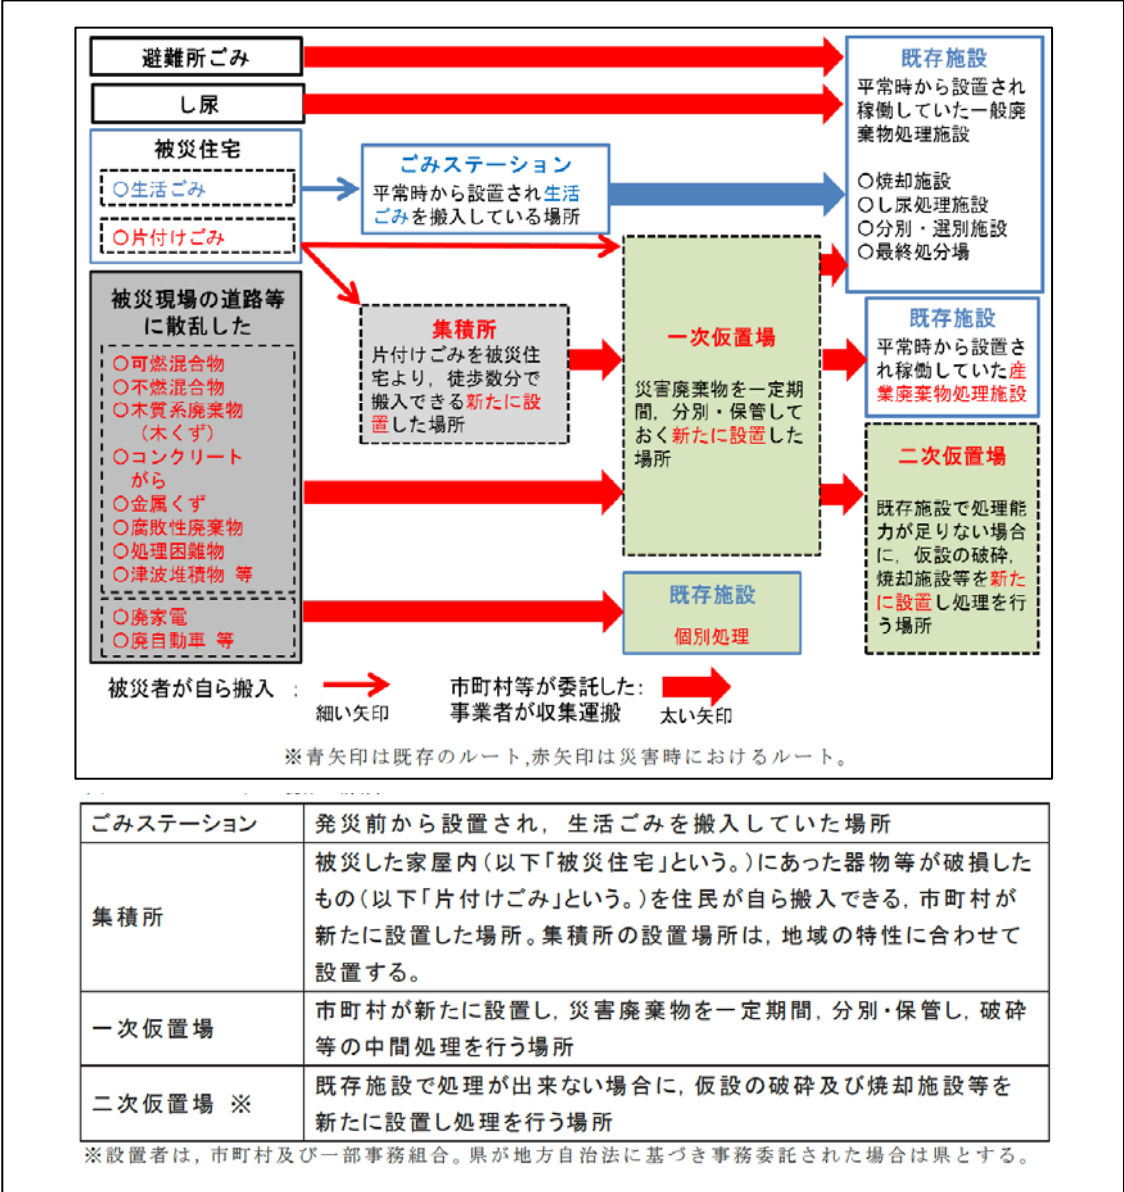 避難所ごみ
し尿
被災住宅
〇生活ごみ
〇片付けごみ
ごみステーション
平常時から設置され生活
ごみを搬入している場所
既存施設
平常時から設置され
稼働していた一般廃
棄物処理施設
〇焼却施設
〇し尿処理施設
〇分別・選別施設
〇最終処分場
被災現場の道路等
に散乱した
〇可燃混合物
〇不燃混合物
〇木質系廃棄物
（木くず）
〇コンクリート
がら
〇金属くず
〇腐敗性廃棄物
〇処理困難物
〇津波堆積物 等
〇廃家電
〇廃自動車 等
集積所
片付けごみを被災住
宅より，徒歩数分で
搬入できる新たに設
置した場所
一次仮置場
災害廃棄物を一定期
間，分別・保管して
おく新たに設置した
場所
既存施設
平常時から設置さ
れ稼働していた産
業廃棄物処理施設
二次仮置場
既存施設で処理能
力が足りない場合
に，仮設の破砕，
焼却施設等を新た
に設置し処理を行
う場所
既存施設
個別処理
被災者が自ら搬入 ：
細い矢印
市町村等が委託した：
事業者が収集運搬
太い矢印
※青矢印は既存のルート,赤矢印は災害時におけるルート。
ごみステーション
発災前から設置され，生活ごみを搬入していた場所
集積所
被災した家屋内（以下「被災住宅」という。）にあった器物等が破損した
もの（以下「片付けごみ」という。）を住民が自ら搬入できる，市町村が
新たに設置した場所。集積所の設置場所は，地域の特性に合わせて
設置する。
一次仮置場
市町村が新たに設置し，災害廃棄物を一定期間，分別・保管し，破砕
等の中間処理を行う場所
二次仮置場 ※
既存施設で処理が出来ない場合に，仮設の破砕及び焼却施設等を
新たに設置し処理を行う場所
※設置者は，市町村及び一部事務組合。県が地方自治法に基づき事務委託された場合は県とする。